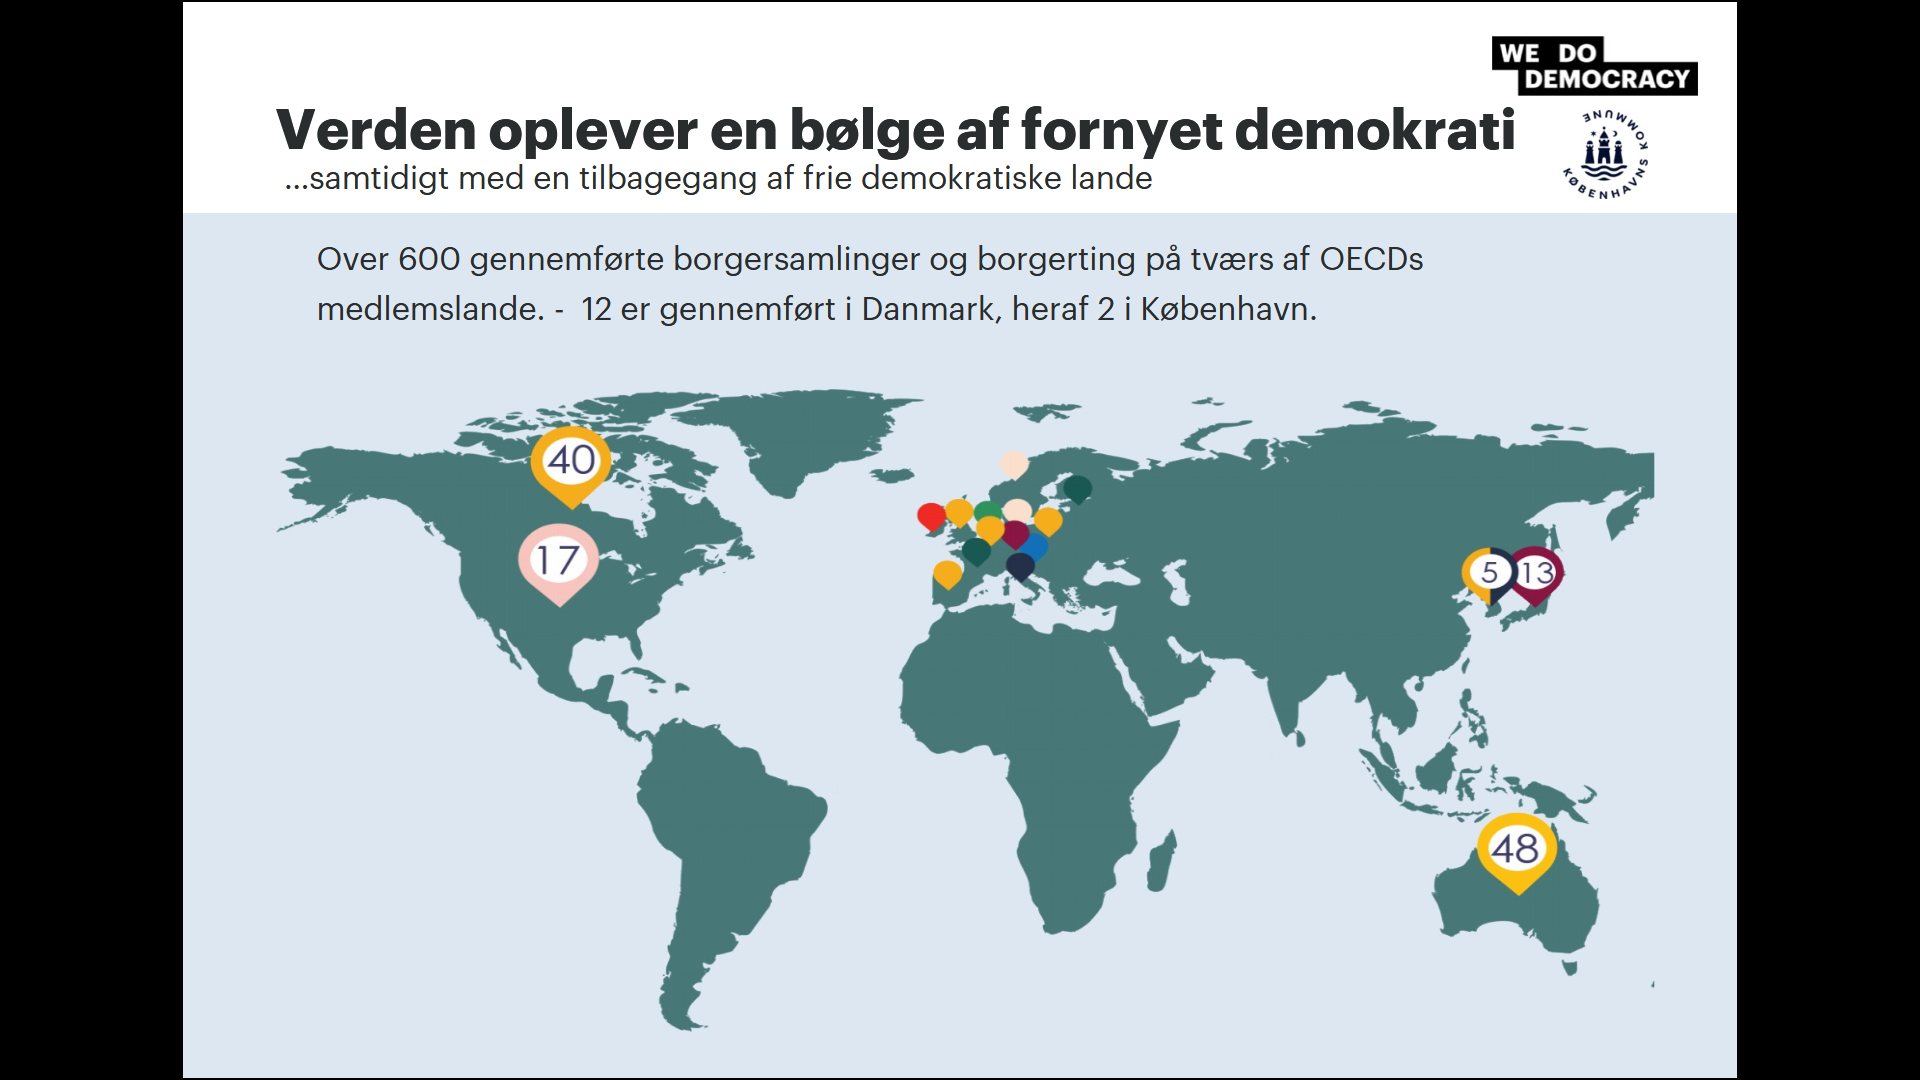 WE DO
DEMOCRACY
Verden oplever en bølge af fornyet demokrati
...samtidigt med en tilbagegang af frie demokratiske lande
KØBENHAVNS KOMMUNE
Over 600 gennemførte borgersamlinger og borgerting på tværs af OECDs
medlemslande. - 12 er gennemført i Danmark, heraf 2 i København.
40
17
5
13
48